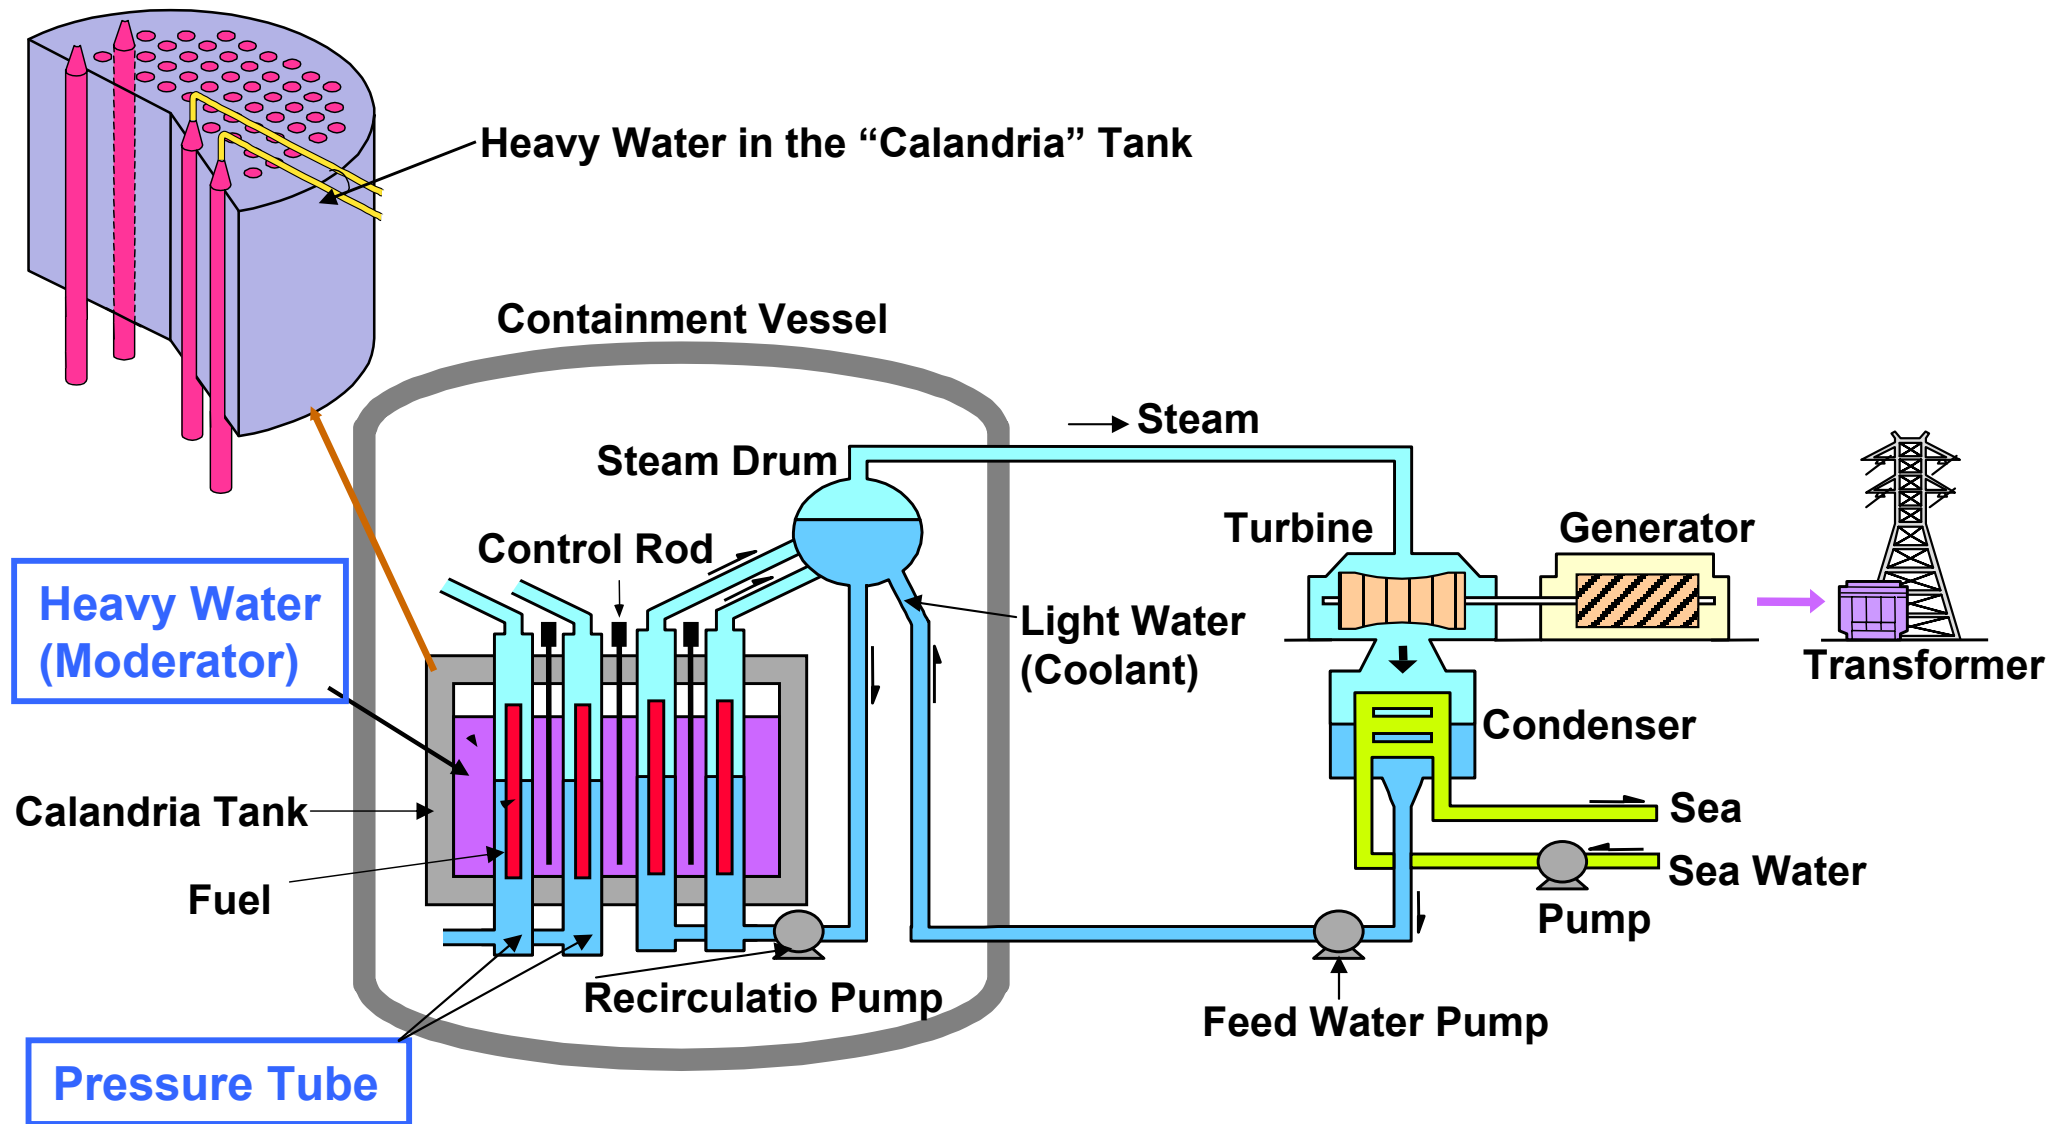 Heavy Water in the “Calandria” Tank
Containment Vessel
Steam
Steam Drum
Turbine
Generator
Control Rod
Heavy Water
(Moderator)
Light Water
(Coolant)
Transformer
Condenser
Calandria Tank
Sea
Sea Water
Fuel
Pump
Recirculatio Pump
Feed Water Pump
Pressure Tube